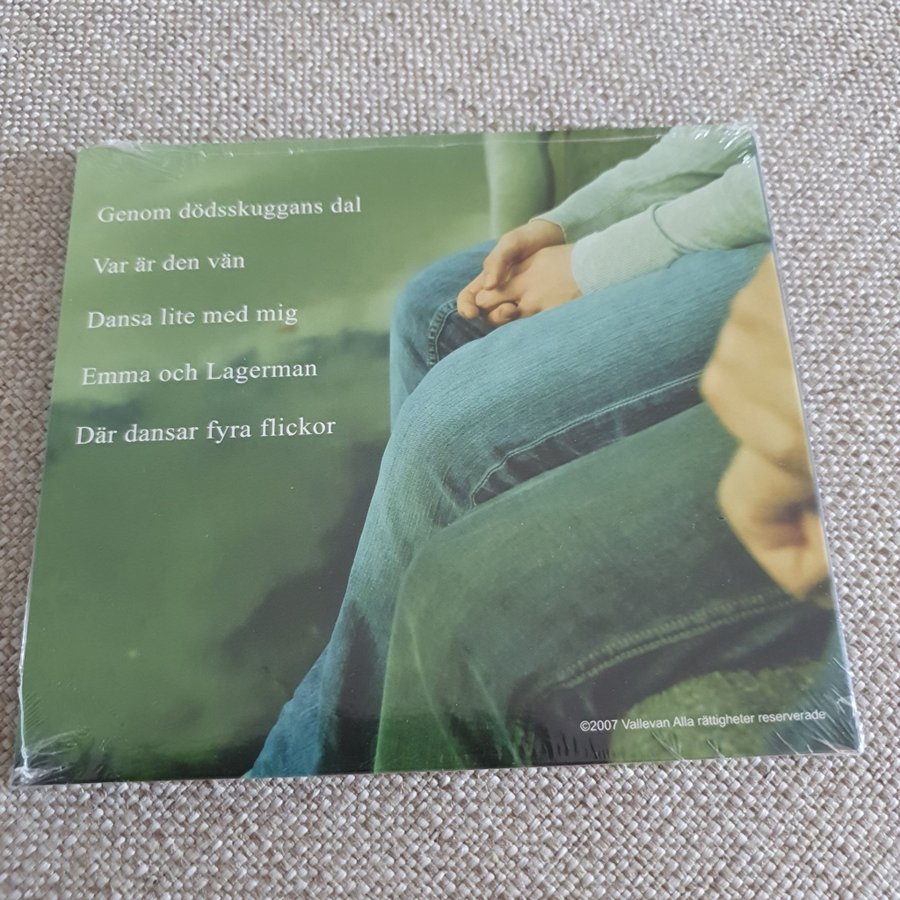 Genom dödsskuggans dal
Var är den vän
Dansa lite med mig
Emma och Lagerman
Där dansar fyra flickor
©2007 Vallevan Alla rättigheter reserverade